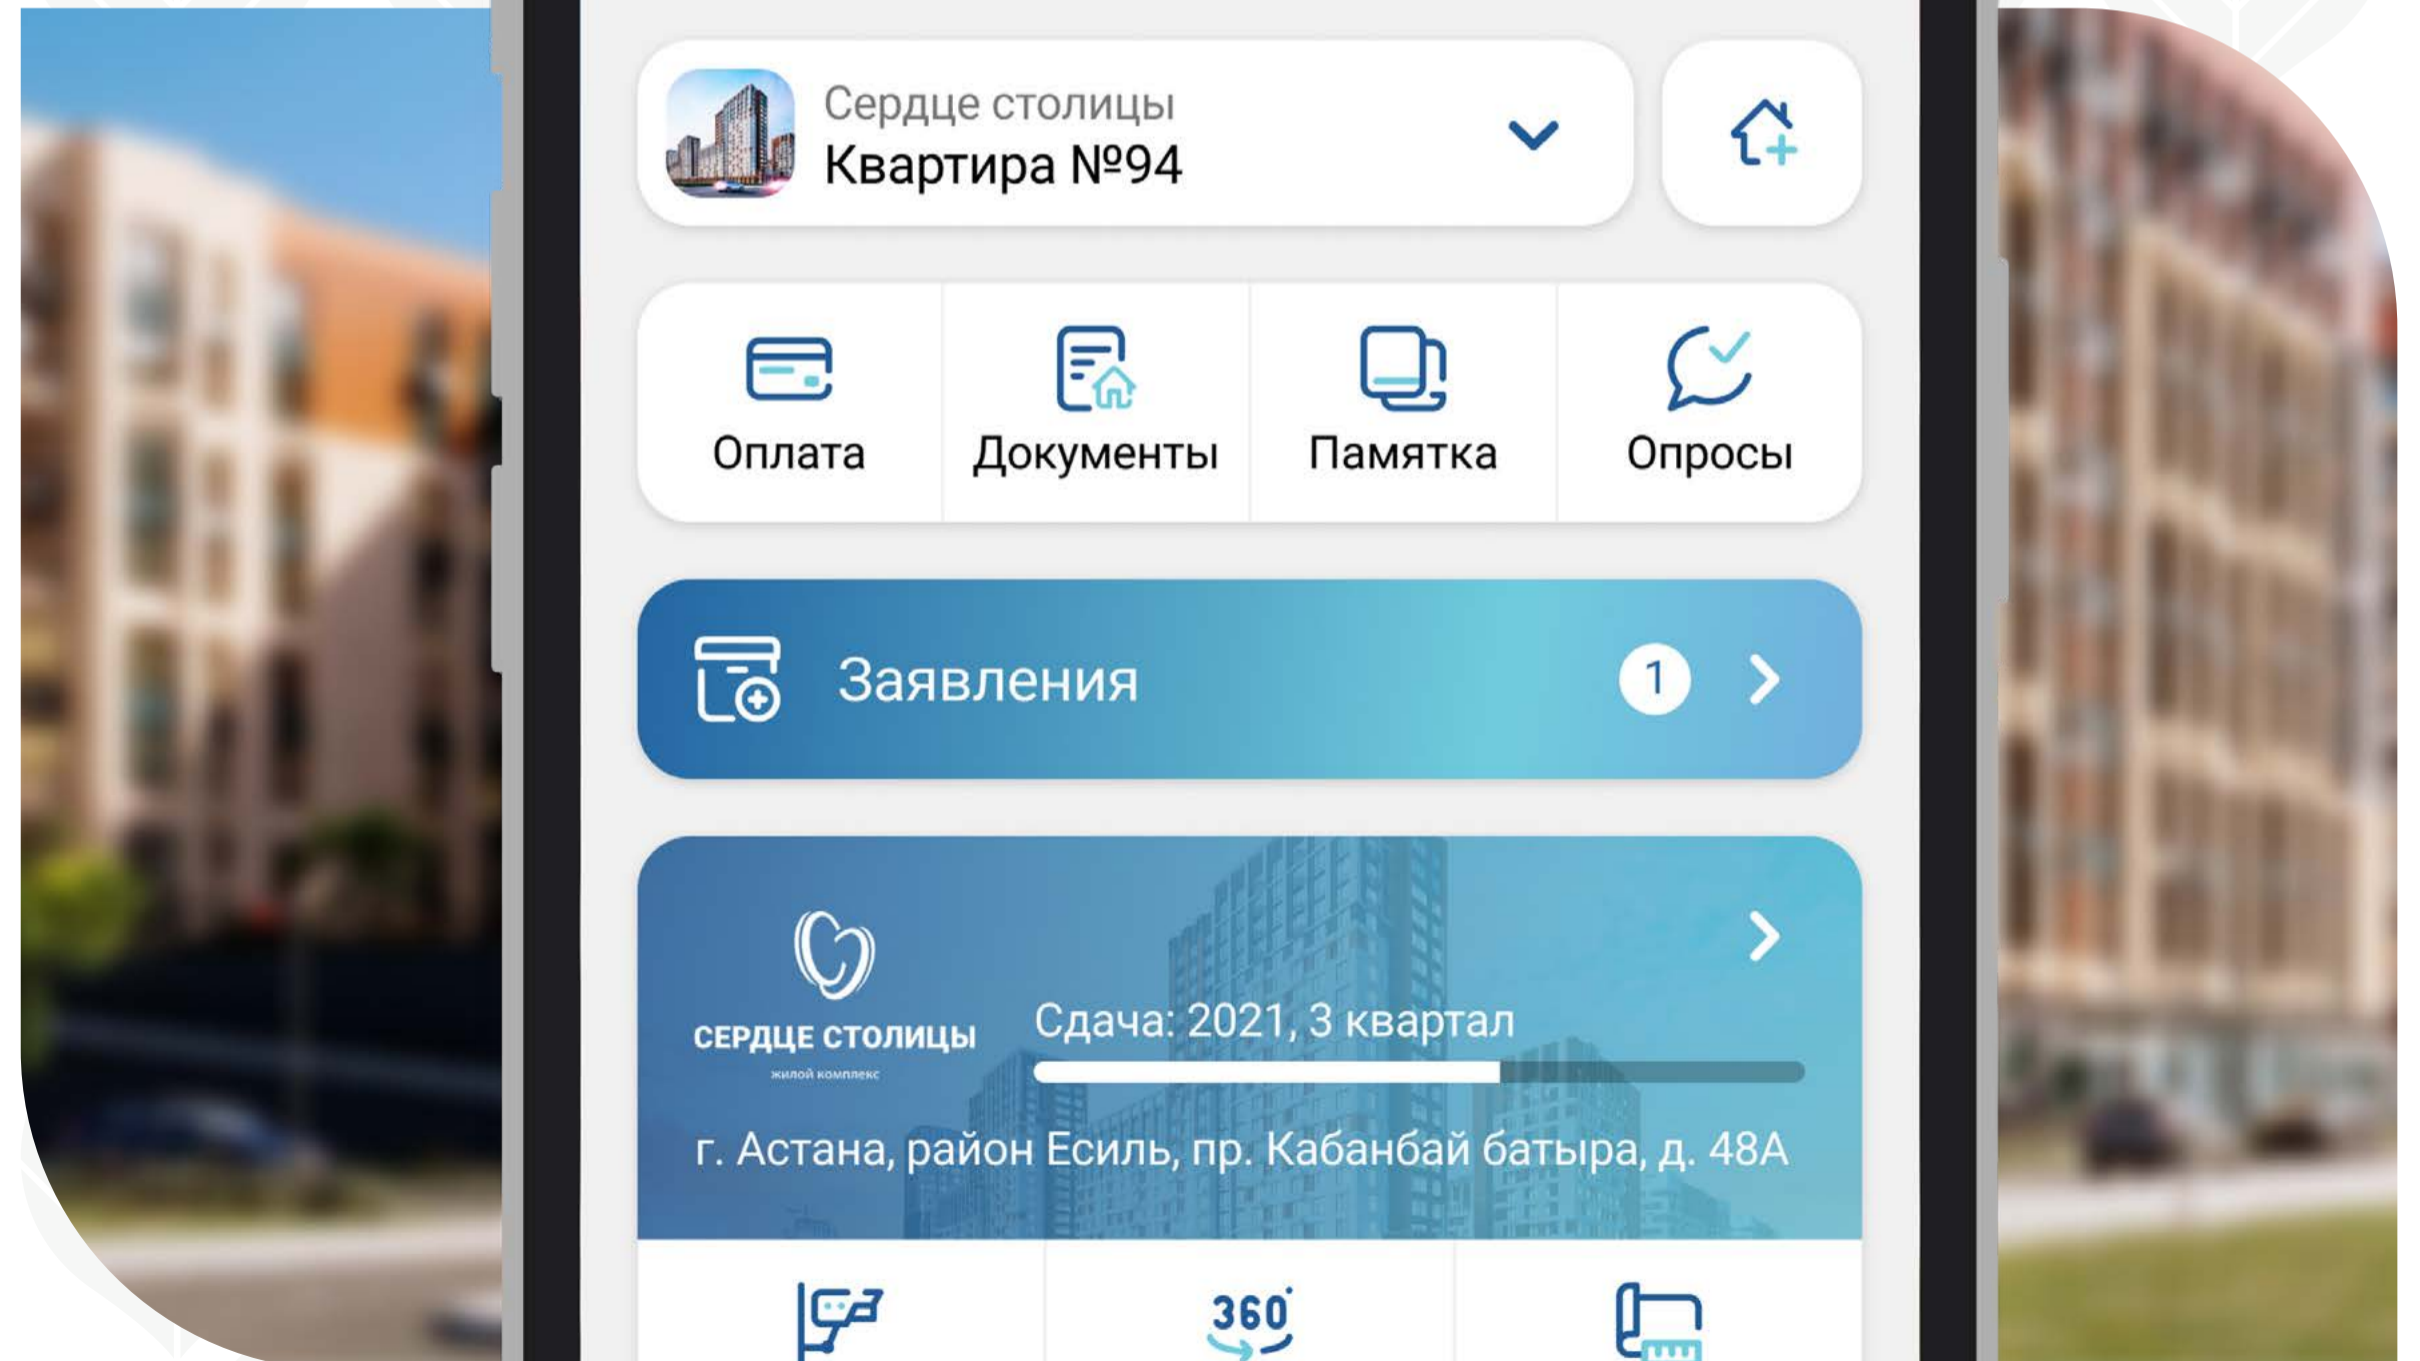 Сердце столицы
Квартира №94
Оплата
Документы
Памятка
Опросы
Заявления
1
СЕРДЦЕ СТОЛИЦЫ
жилой комплекс
Сдача: 2021, 3 квартал
г. Астана, район Есиль, пр. Кабанбай батыра, д. 48А
360°